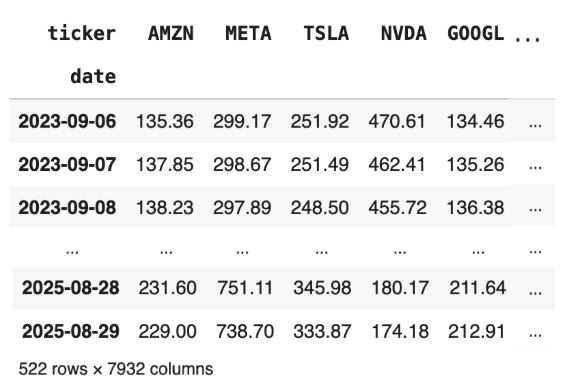 ticker AMZN META TSLA NVDA GOOGL ...
date
2023-09-06 135.36 299.17 251.92 470.61 134.46 ...
2023-09-07 137.85 298.67 251.49 462.41 135.26 ...
2023-09-08 138.23 297.89 248.50 455.72 136.38 ...
... ... ... ... ... ... ...
2025-08-28 231.60 751.11 345.98 180.17 211.64 ...
2025-08-29 229.00 738.70 333.87 174.18 212.91 ...
522 rows × 7932 columns